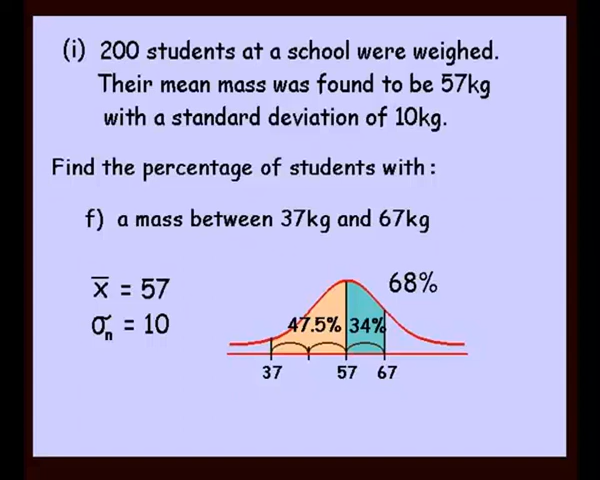 (i) 200 students at a school were weighed.
Their mean mass was found to be 57kg
with a standard deviation of 10kg.
Find the percentage of students with :
f) a mass between 37kg and 67kg
x̅ = 57
σₙ = 10
68%
47.5% 34%
37 57 67